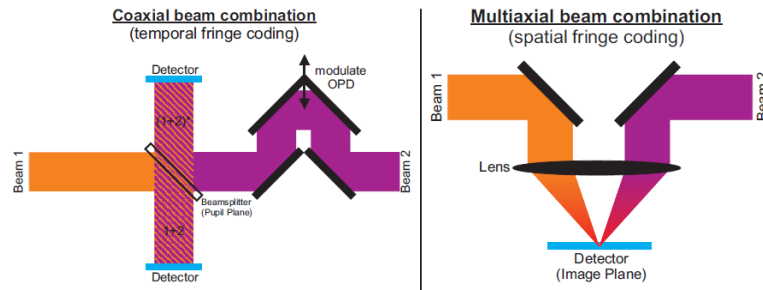 Coaxial beam combination
(temporal fringe coding)
Detector
modulate
OPD
(1+2)*
Beam 1
Beam 2
Beamsplitter
(Pupil Plane)
1+2
Detector
Multiaxial beam combination
(spatial fringe coding)
Beam 1
Beam 2
Lens
Detector
(Image Plane)